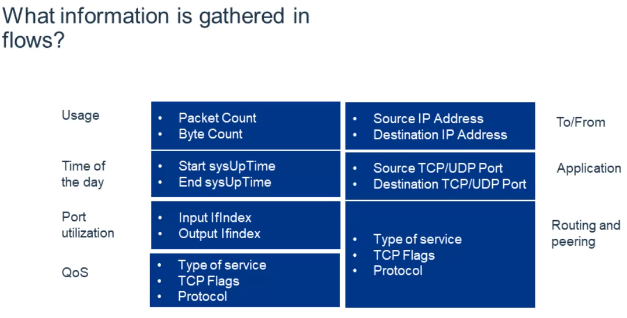 What information is gathered in
flows?
Usage
• Packet Count
• Byte Count
• Source IP Address
• Destination IP Address
To/From
Time of
the day
• Start sysUpTime
• End sysUpTime
• Source TCP/UDP Port
• Destination TCP/UDP Port
Application
Port
utilization
• Input IfIndex
• Output Ifindex
• Type of service
• TCP Flags
• Protocol
Routing and
peering
QoS
• Type of service
• TCP Flags
• Protocol